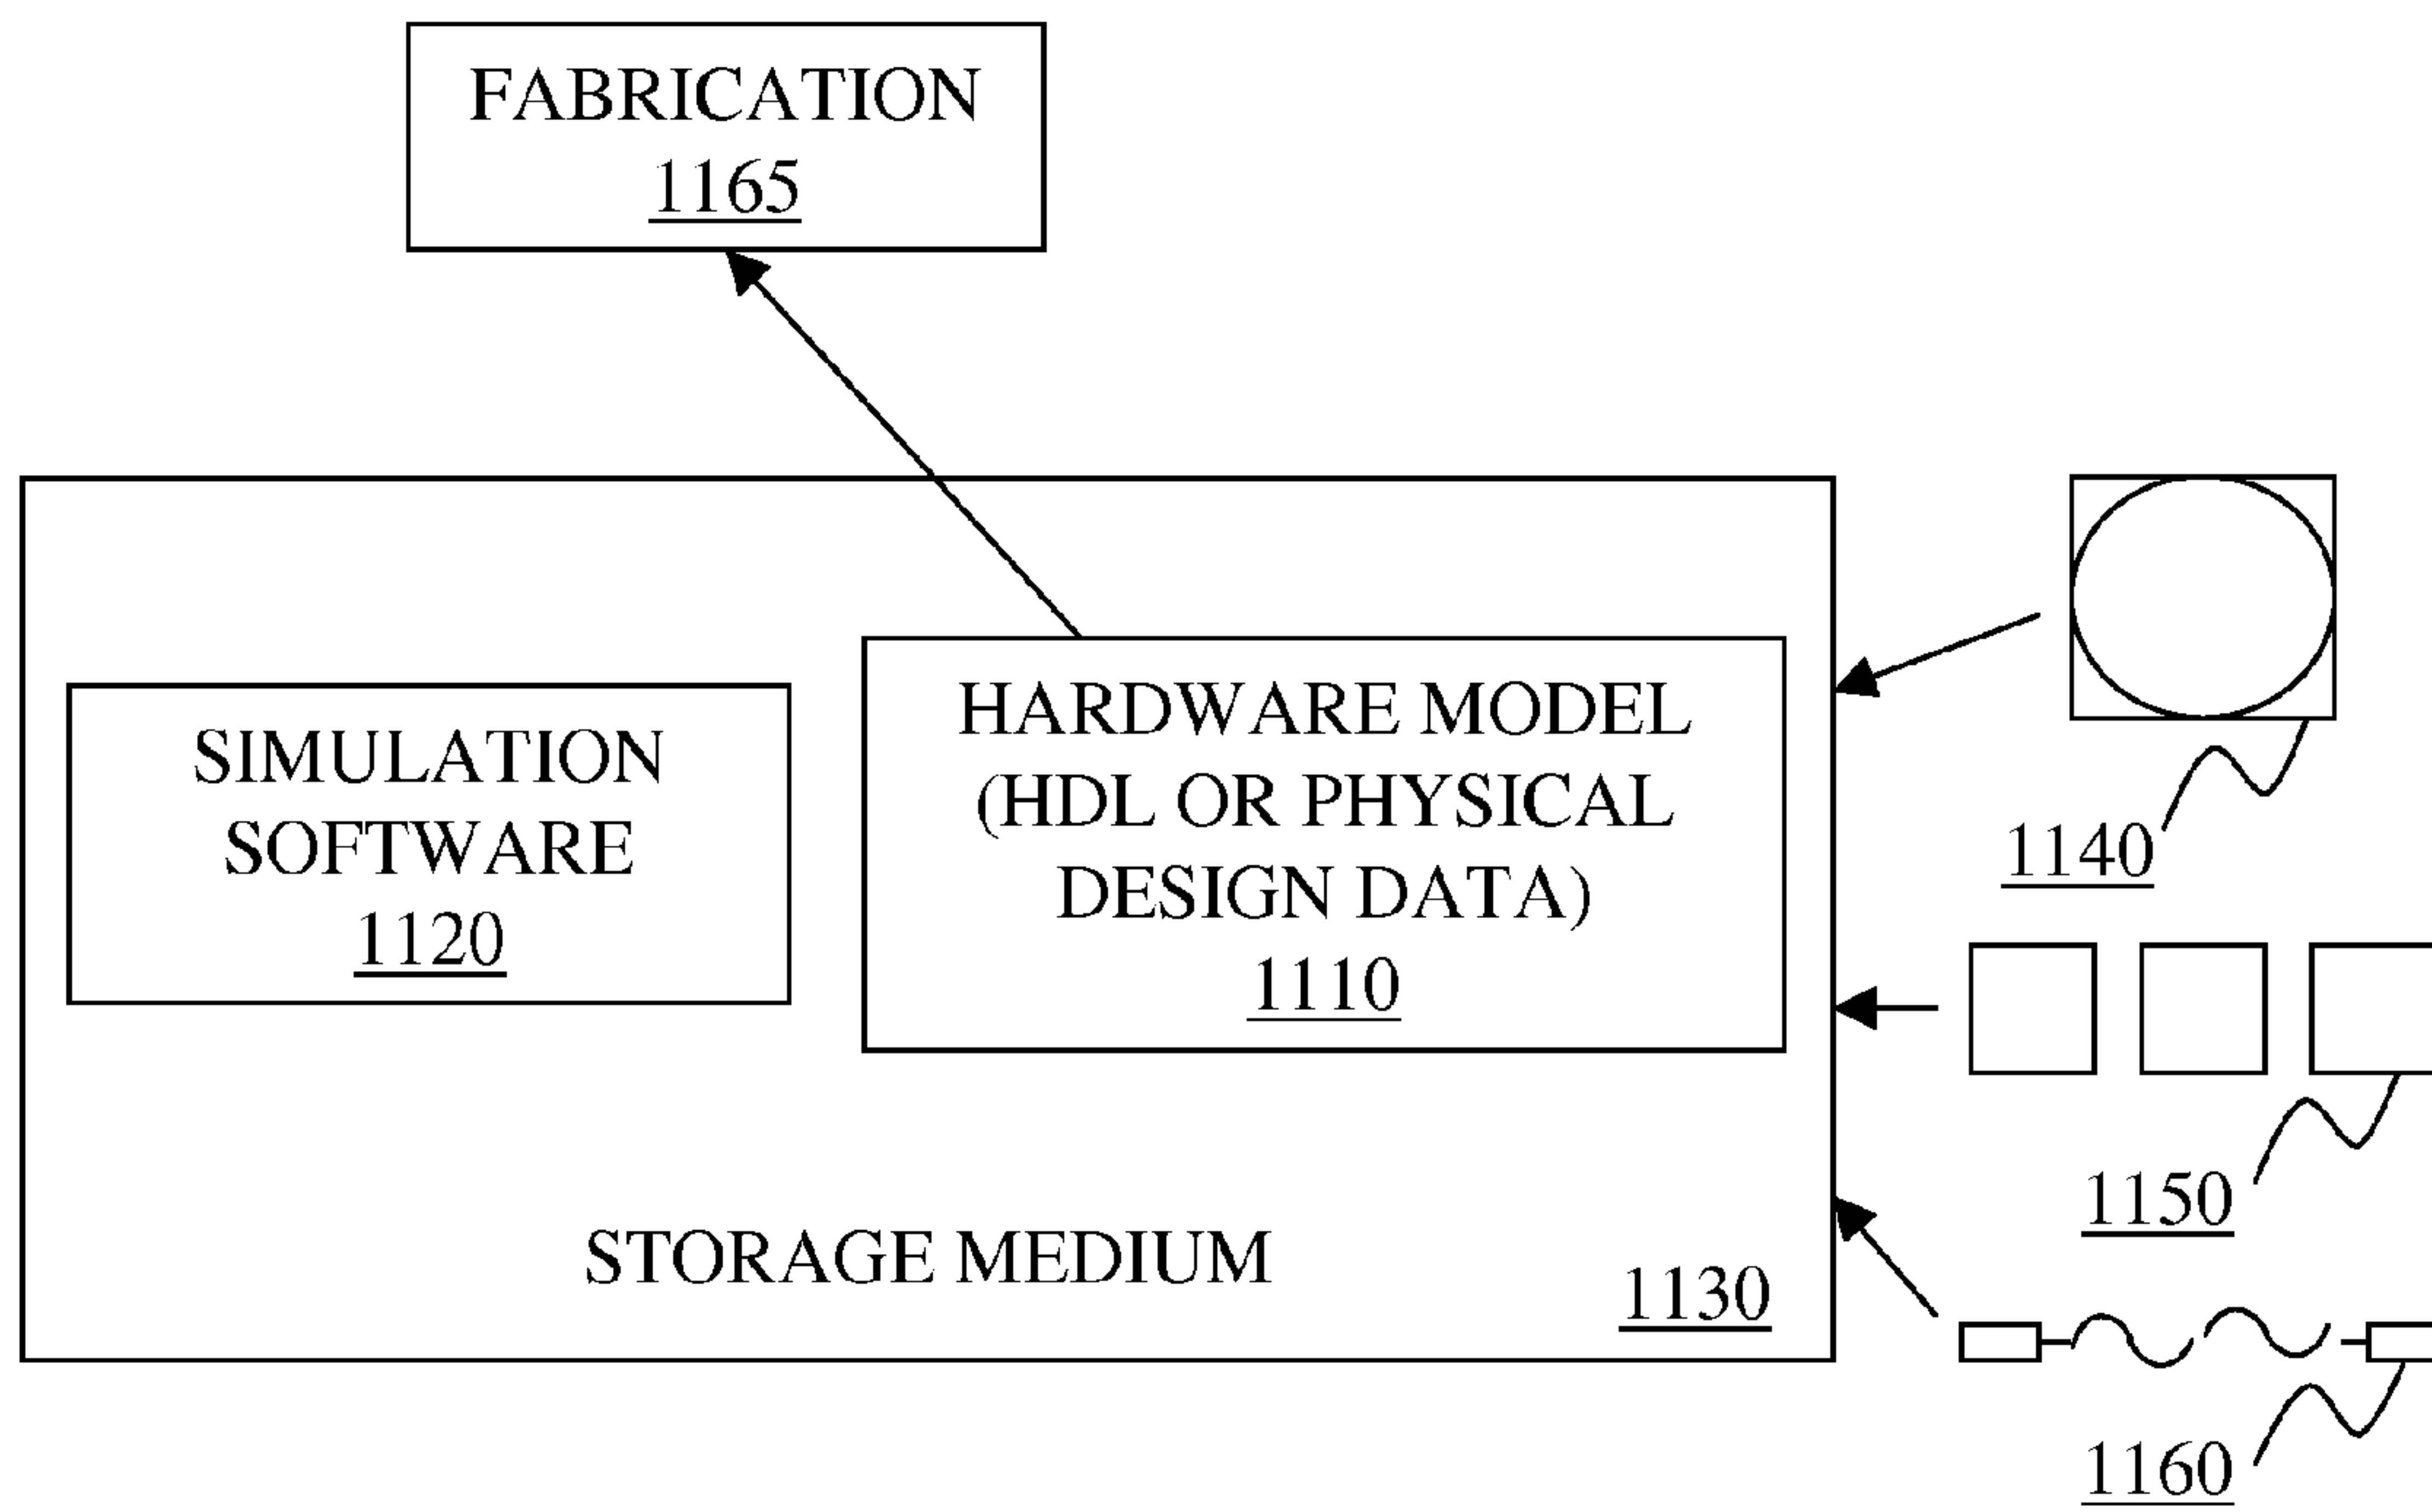 FABRICATION
1165
SIMULATION
SOFTWARE
1120
HARDWARE MODEL
(HDL OR PHYSICAL
DESIGN DATA)
1110
STORAGE MEDIUM
1130
1140
1150
1160